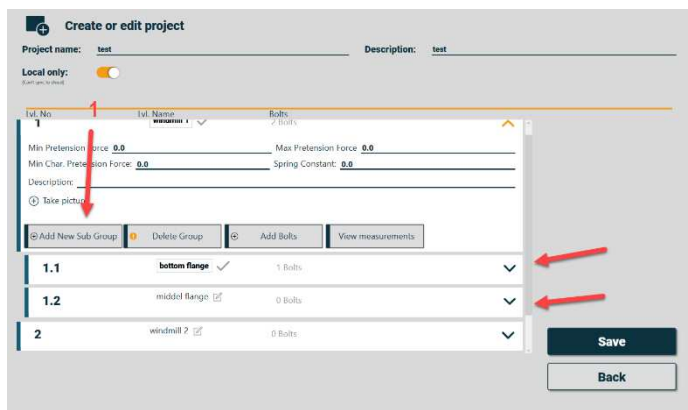 Create or edit project
Project name: test Description: test
Local only:
1
Lvl. No Lvl. Name Bolts
1 windmill 1 2 Bolts
Min Pretension Force 0.0 Max Pretension Force 0.0
Min Char. Pretension Force: 0.0 Spring Constant: 0.0
Description:
Take pictu
Add New Sub Group Delete Group Add Bolts View measurements
1.1 bottom flange 1 Bolts
1.2 middel flange 0 Bolts
2 windmill 2 0 Bolts
Save
Back